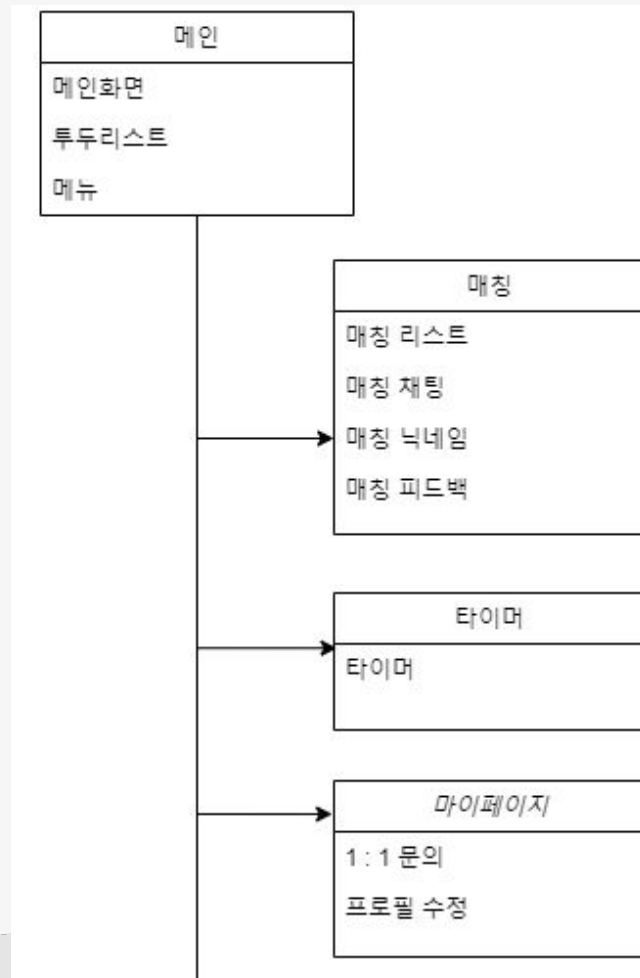 메인
메인화면
투두리스트
메뉴
매칭
매칭 리스트
매칭 채팅
매칭 닉네임
매칭 피드백
타이머
타이머
마이페이지
1 : 1 문의
프로필 수정